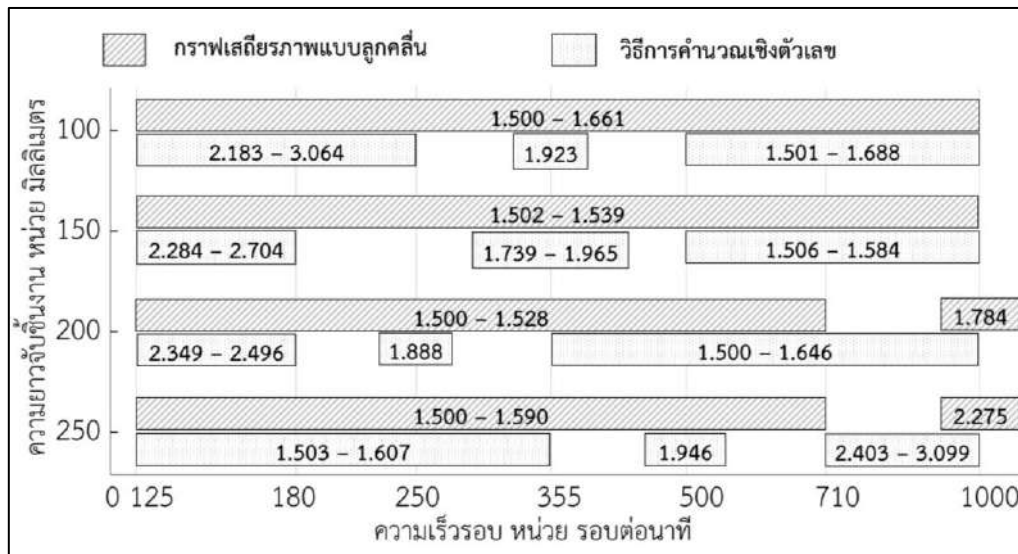 กราฟเสถียรภาพแบบลูกคลื่น วิธีการคำนวณเชิงตัวเลข
ความยาวจับชิ้นงาน หน่วย มิลลิเมตร
100
1.500 – 1.661
2.183 – 3.064 1.923 1.501 – 1.688
150
1.502 – 1.539
2.284 – 2.704 1.739 – 1.965 1.506 – 1.584
200
1.500 – 1.528 1.784
2.349 – 2.496 1.888 1.500 – 1.646
250
1.500 – 1.590 2.275
1.503 – 1.607 1.946 2.403 – 3.099
0 125 180 250 355 500 710 1000
ความเร็วรอบ หน่วย รอบต่อนาที